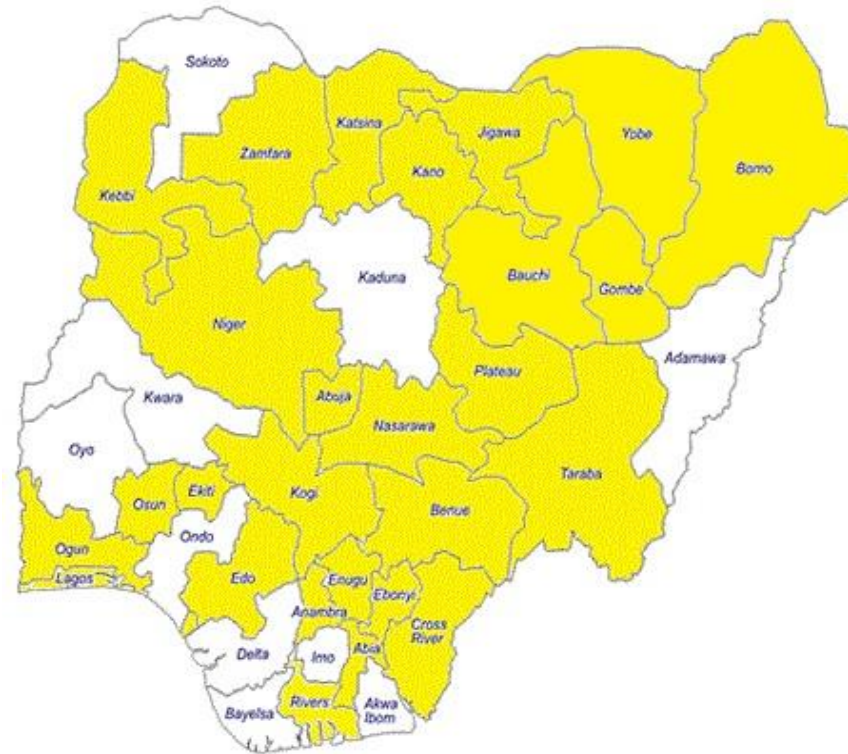 Sokoto
Katsina
Jigawa
Yobe
Zamfara
Kano
Borno
Kebbi
Kaduna
Bauchi
Gombe
Niger
Adamawa
Plateau
Abuja
Kwara
Nasarawa
Oyo
Taraba
Ekiti
Kogi
Osun
Benue
Ondo
Ogun
Lagos
Edo
Enugu
Ebonyi
Anambra
Cross
River
Abia
Delta
Imo
Rivers
Akwa
Ibom
Bayelsa